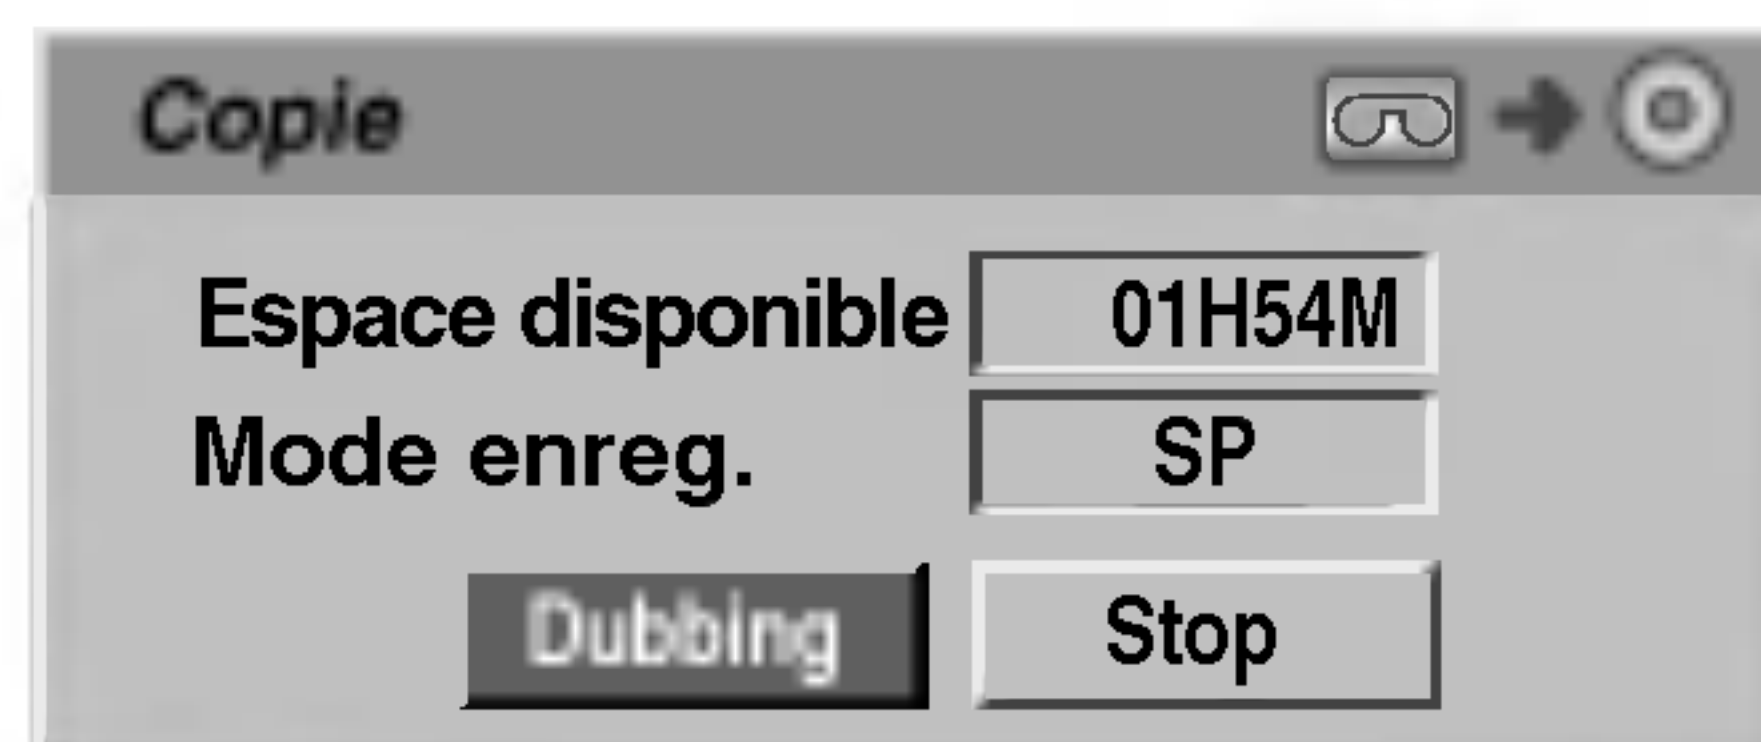 Copie
Espace disponible 01H54M
Mode enreg. SP
Dubbing Stop